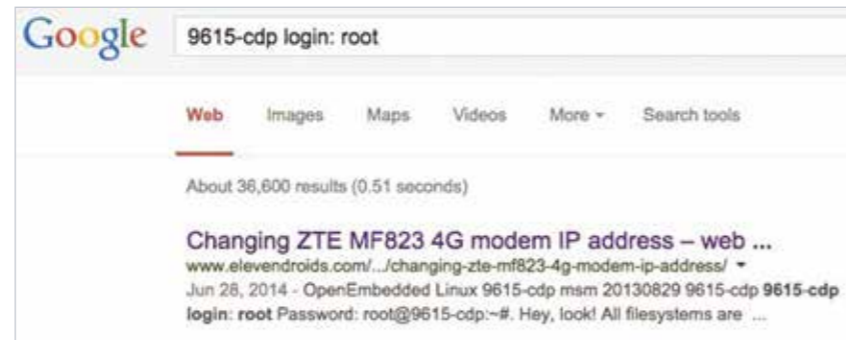 Google 9615-cdp login: root
Web Images Maps Videos More Search tools
About 36,600 results (0.51 seconds)
Changing ZTE MF823 4G modem IP address – web ...
www.elevendroids.com/.../changing-zte-mf823-4g-modem-ip-address/
Jun 28, 2014 - OpenEmbedded Linux 9615-cdp msm 20130829 9615-cdp 9615-cdp
login: root Password: root@9615-cdp:~#. Hey, look! All filesystems are ...